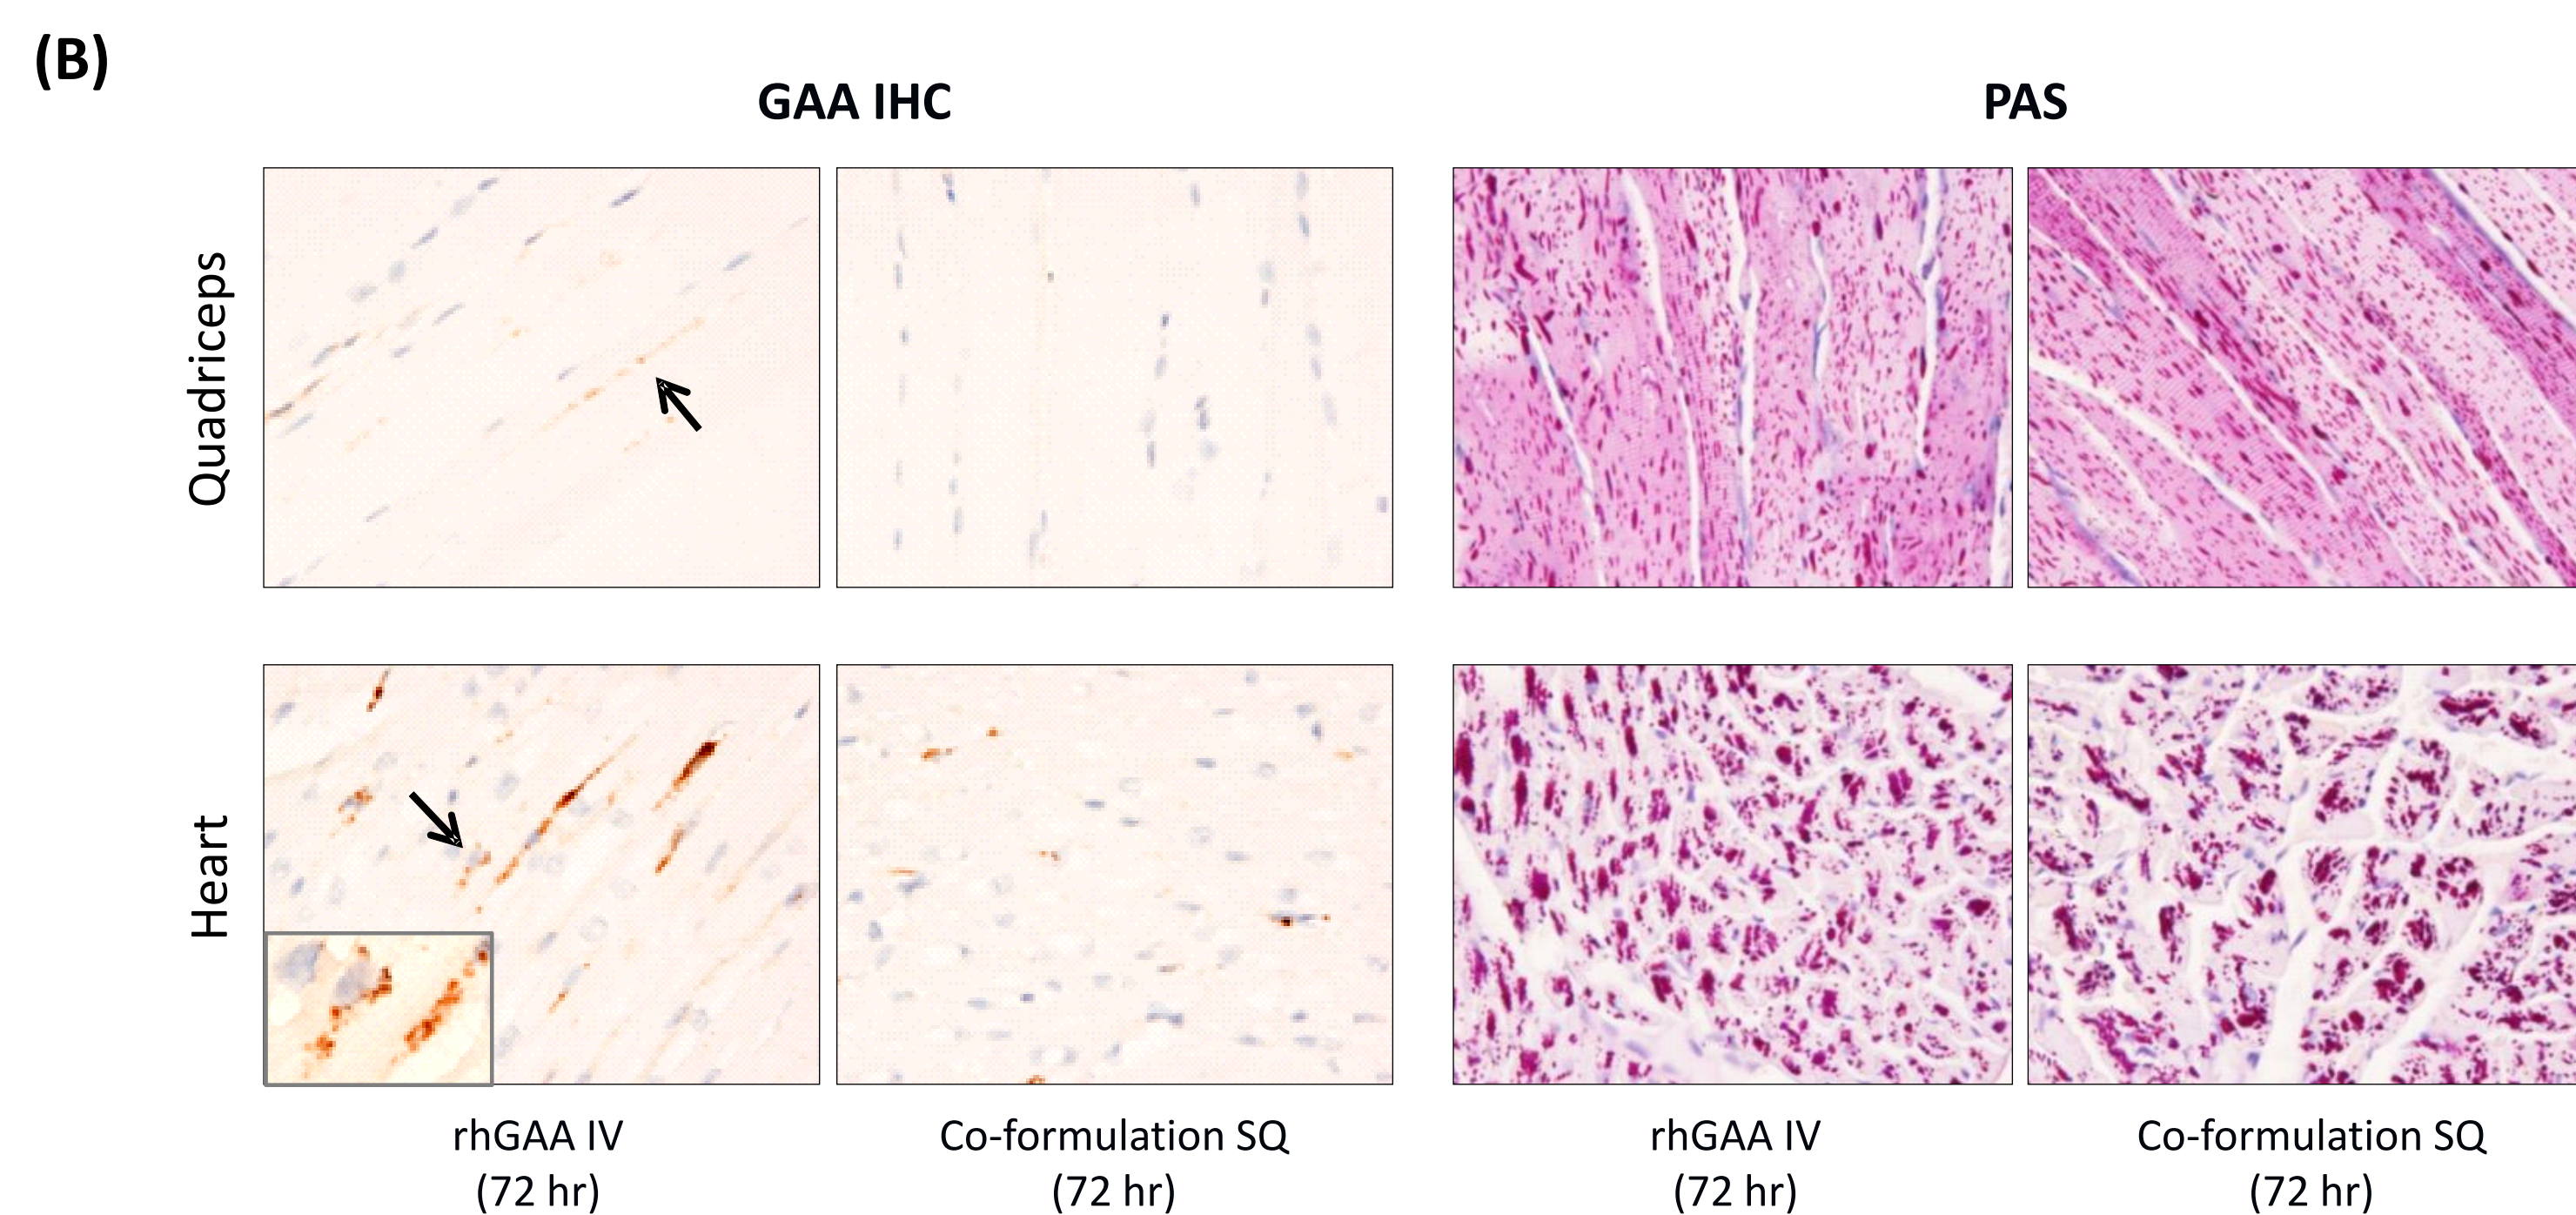 (B)
GAA IHC
PAS
Quadriceps
Heart
rhGAA IV
(72 hr)
Co-formulation SQ
(72 hr)
rhGAA IV
(72 hr)
Co-formulation SQ
(72 hr)